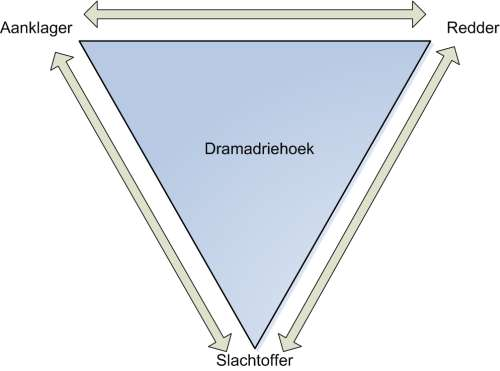 Aanklager
Redder
Dramadriehoek
Slachtoffer